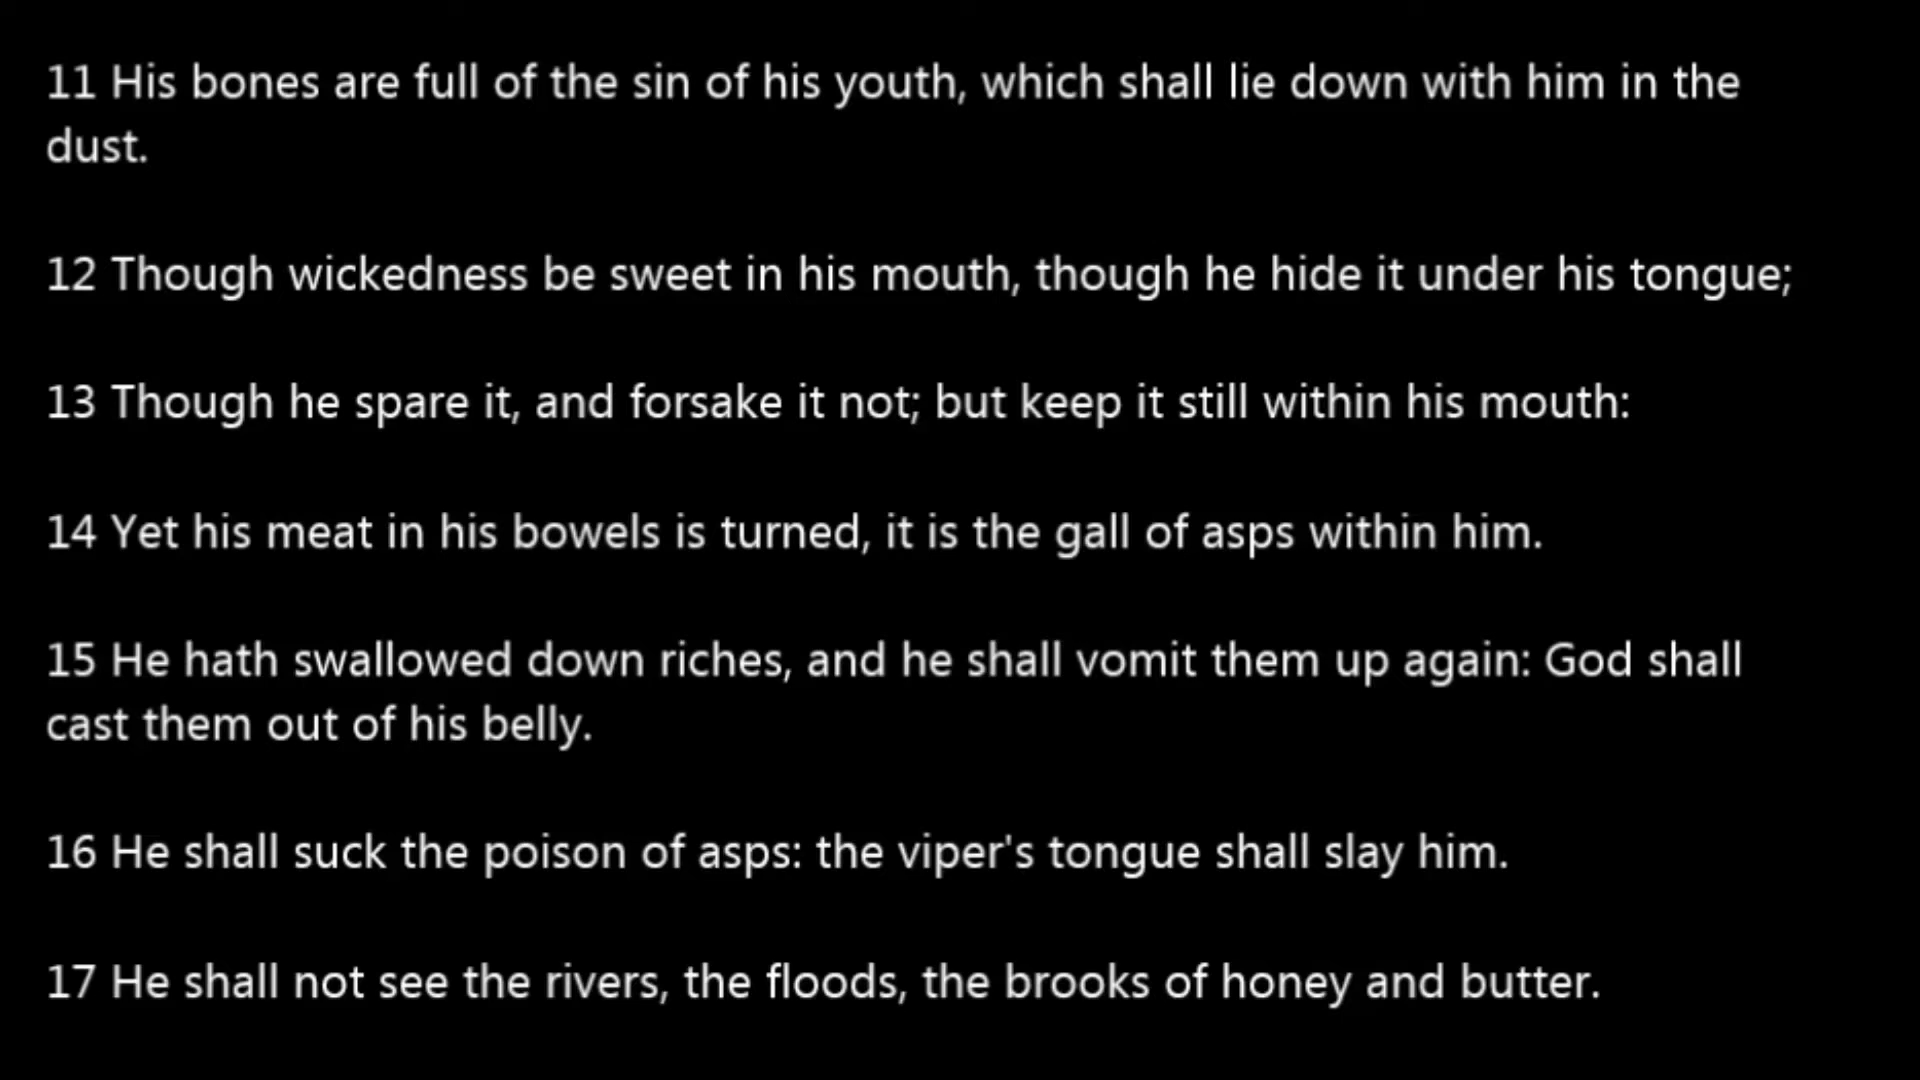 11 His bones are full of the sin of his youth, which shall lie down with him in the
dust.
12 Though wickedness be sweet in his mouth, though he hide it under his tongue;
13 Though he spare it, and forsake it not; but keep it still within his mouth:
14 Yet his meat in his bowels is turned, it is the gall of asps within him.
15 He hath swallowed down riches, and he shall vomit them up again: God shall
cast them out of his belly.
16 He shall suck the poison of asps: the viper's tongue shall slay him.
17 He shall not see the rivers, the floods, the brooks of honey and butter.